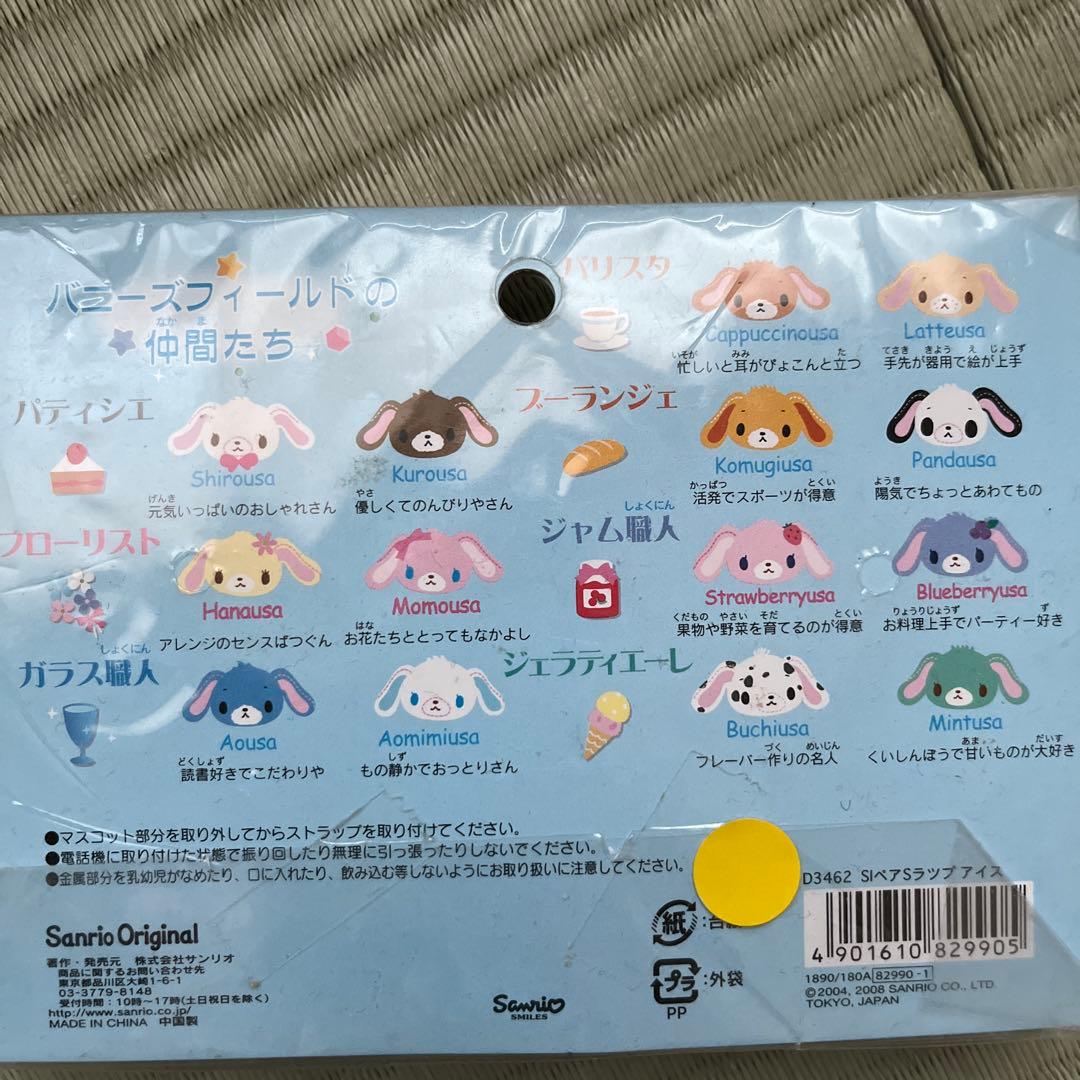 バニーズフィールドの
なかま
仲間たち
パティシエ
Shirousa
げんき
元気いっぱいのおしゃれさん
Kurousa
やさ
優しくてのんびりやさん
フローリスト
Hanausa
アレンジのセンスばつぐん
Momousa
はな
お花たちととってもなかよし
しょくにん
ガラス職人
Aousa
どくしょず
読書好きでこだわりや
Aomimiusa
しず
もの静かでおっとりさん
バリスタ
Cappuccinousa
いそが みみ た
忙しいと耳がぴょこんと立つ
Latteusa
てさき きよう え じょうず
手先が器用で絵が上手
ブーランジェ
Komugiusa
かっぱつ とくい
活発でスポーツが得意
Pandausa
ようき
陽気でちょっとあわてもの
しょくにん
ジャム職人
Strawberryusa
くだもの やさい そだ とくい
果物や野菜を育てるのが得意
Blueberryusa
りょうりじょうず ず
お料理上手でパーティー好き
ジェラティエーレ
Buchiusa
づく めいじん
フレーバー作りの名人
Mintusa
あま だいす
くいしんぼうで甘いものが大好き
●マスコット部分を取り外してからストラップを取り付けてください。
●電話機に取り付けた状態で振り回したり無理に引っ張ったりしないでください。
●金属部分を乳幼児がなめたり、口に入れたり、飲み込む等しないようにお取り扱いに注意してください。
Sanrio Original
著作・発売元 株式会社サンリオ
商品に関するお問い合わせ先
東京都品川区大崎1-6-1
03-3779-8148
受付時間：10時〜17時(土日祝日を除く)
http://www.sanrio.co.jp/
MADE IN CHINA 中国製
Sanrio
SMILES
紙:台
プラ:外袋
PP
D3462 SIペアSラップ アイス
4 901610 829905
1890/180A 82990-1
©2004, 2008 SANRIO CO., LTD.
TOKYO, JAPAN